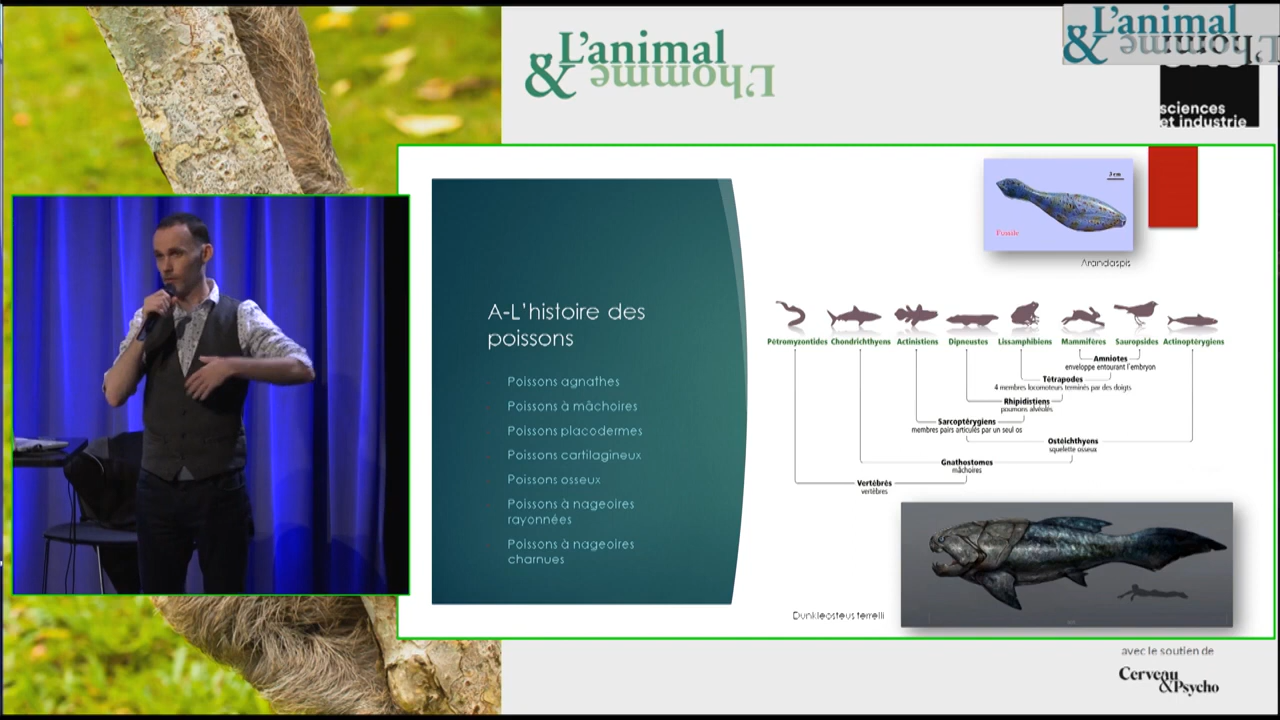 L'animal
& L'homme
L'animal
& L'homme
sciences
et industrie
3 cm
Fossile
Arandaspis
A-L'histoire des
poissons
Poissons agnathes
Poissons à mâchoires
Poissons placodermes
Poissons cartilagineux
Poissons osseux
Poissons à nageoires
rayonnées
Poissons à nageoires
charnues
Pétromyzontides Chondrichthyens Actinistiens Dipneustes Lissamphibiens Mammifères Sauropsides Actinoptérygiens
Amniotes
enveloppe entourant l'embryon
Tétrapodes
4 membres locomoteurs terminés par des doigts
Rhipidistiens
poumons alvéolés
Sarcoptérygiens
membres pairs articulés par un seul os
Ostéichthyens
squelette osseux
Gnathostomes
mâchoires
Vertébrés
vertèbres
Dunkleosteus terrelli
avec le soutien de
Cerveau
&Psycho